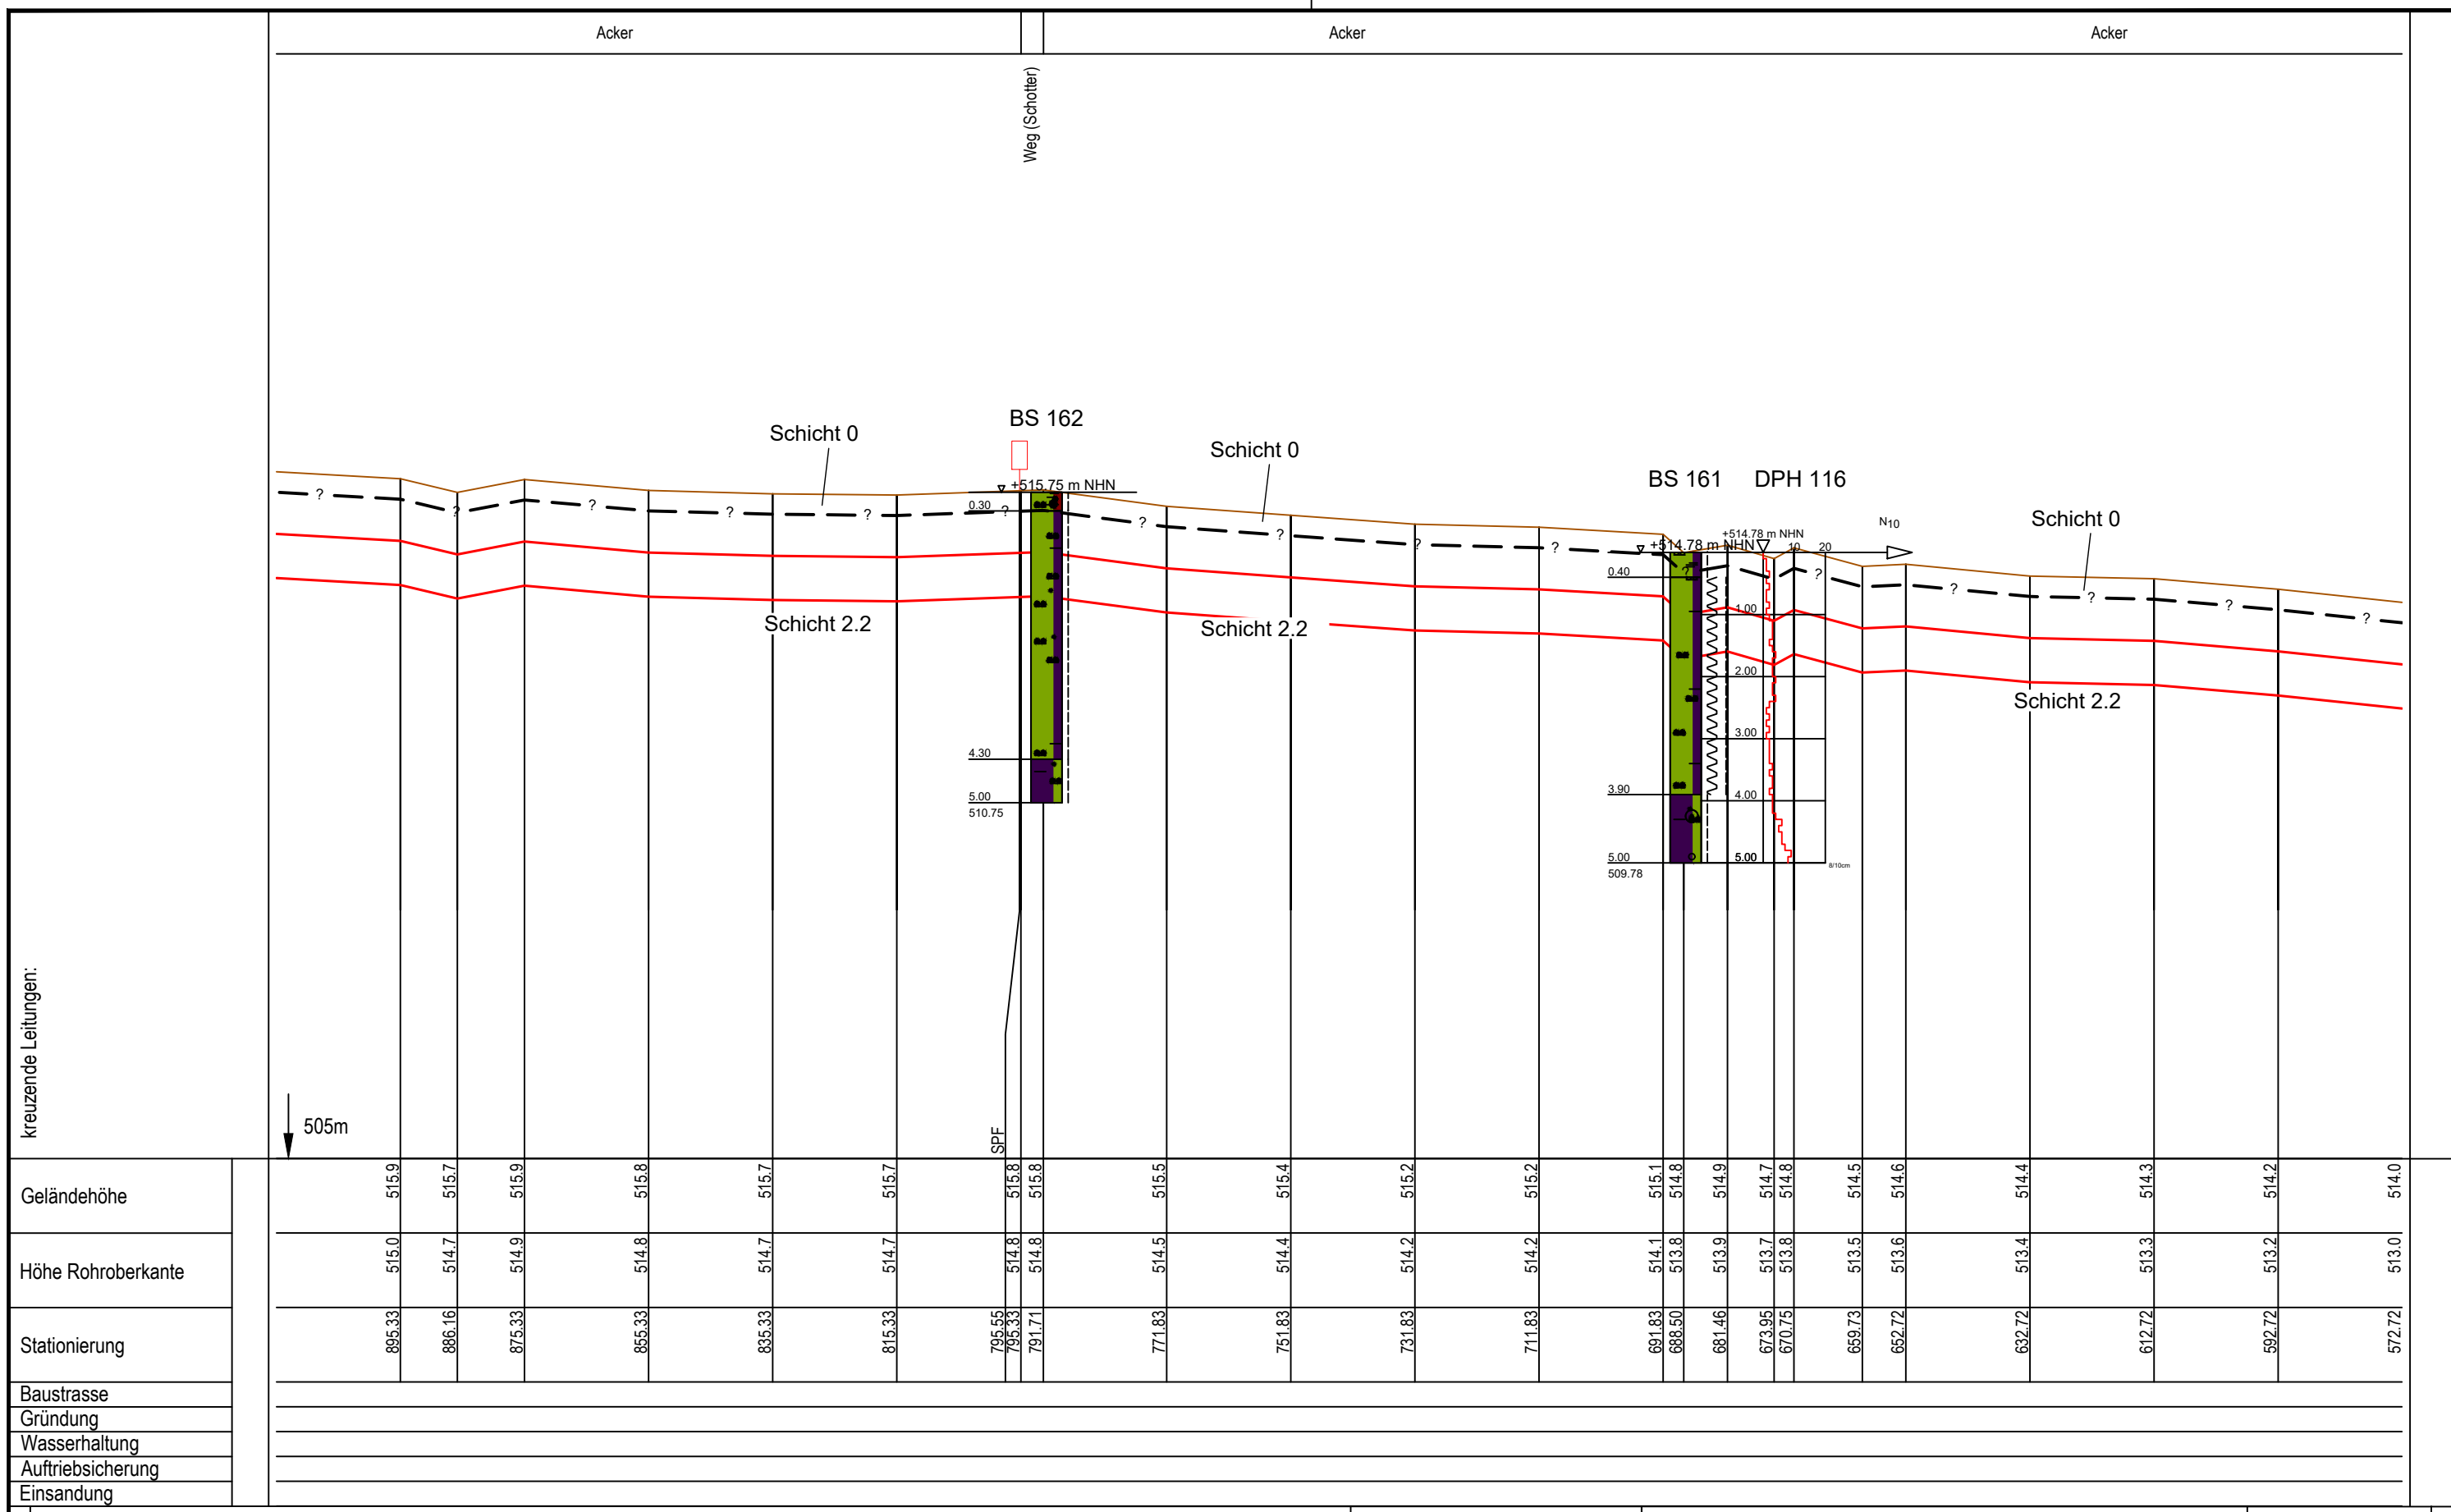 Acker
Acker
Acker
Weg (Schotter)
BS 162
Schicht 0
Schicht 0
BS 161
DPH 116
+515.75 m NHN
0.30
N10
Schicht 0
+514.78 m NHN
+514.78 m NHN
10
20
0.40
1.00
Schicht 2.2
Schicht 2.2
2.00
Schicht 2.2
3.00
4.30
3.90
4.00
5.00
510.75
5.00
5.00
8/10cm
509.78
kreuzende Leitungen:
505m
SPF
Geländehöhe 515.9 515.7 515.9 515.8 515.7 515.7 515.8 515.8 515.5 515.4 515.2 515.2 515.1 514.8 514.9 514.7 514.8 514.5 514.6 514.4 514.3 514.2 514.0
Höhe Rohroberkante 515.0 514.7 514.9 514.8 514.7 514.7 514.8 514.8 514.5 514.4 514.2 514.2 514.1 513.8 513.9 513.7 513.8 513.5 513.6 513.4 513.3 513.2 513.0
Stationierung 895.33 886.16 875.33 855.33 835.33 815.33 795.55 795.33 791.71 771.83 751.83 731.83 711.83 691.83 688.50 681.46 673.95 670.75 659.73 652.72 632.72 612.72 592.72 572.72
Baustrasse
Gründung
Wasserhaltung
Auftriebsicherung
Einsandung